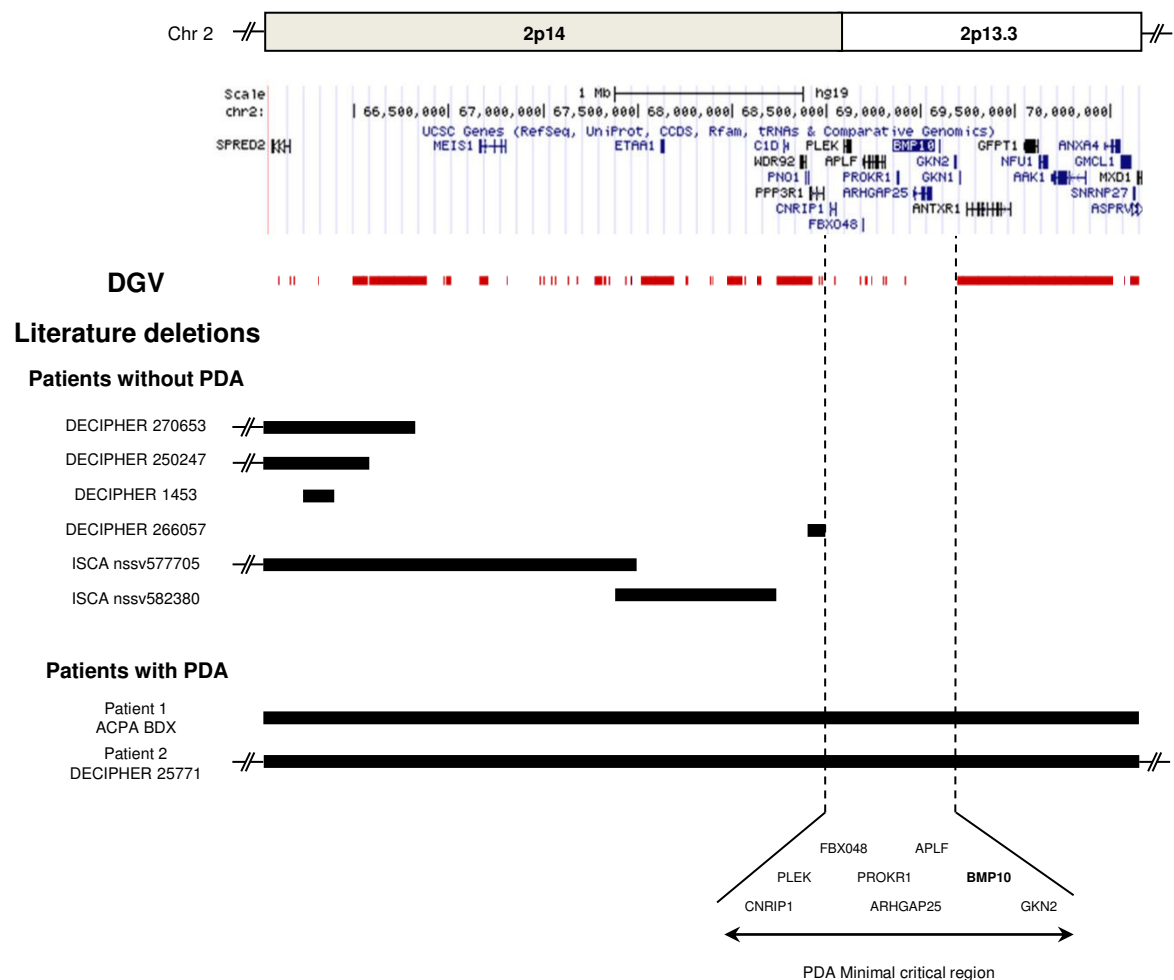 Chr 2 2p14 2p13.3
Scale 1 Mb hg19
chr2: | 66,500,000| 67,000,000| 67,500,000| 68,000,000| 68,500,000| 69,000,000| 69,500,000| 70,000,000|
UCSC Genes (RefSeq, UniProt, CCDS, Rfam, tRNAs & Comparative Genomics)
SPRED2 MEIS1 ETAA1 C1D PLEK BMP10 GFPT1 ANXA4
WDR92 APLF GKN2 NFU1 GMCL1
PNO1 PROKR1 GKN1 AAK1 MXD1
PPP3R1 ARHGAP25 SNRNP27
CNRIP1 ANTXR1 ASPRV1
FBXO48
DGV
Literature deletions
Patients without PDA
DECIPHER 270653
DECIPHER 250247
DECIPHER 1453
DECIPHER 266057
ISCA nssv577705
ISCA nssv582380
Patients with PDA
Patient 1
ACPA BDX
Patient 2
DECIPHER 25771
FBX048 APLF
PLEK PROKR1 BMP10
CNRIP1 ARHGAP25 GKN2
PDA Minimal critical region